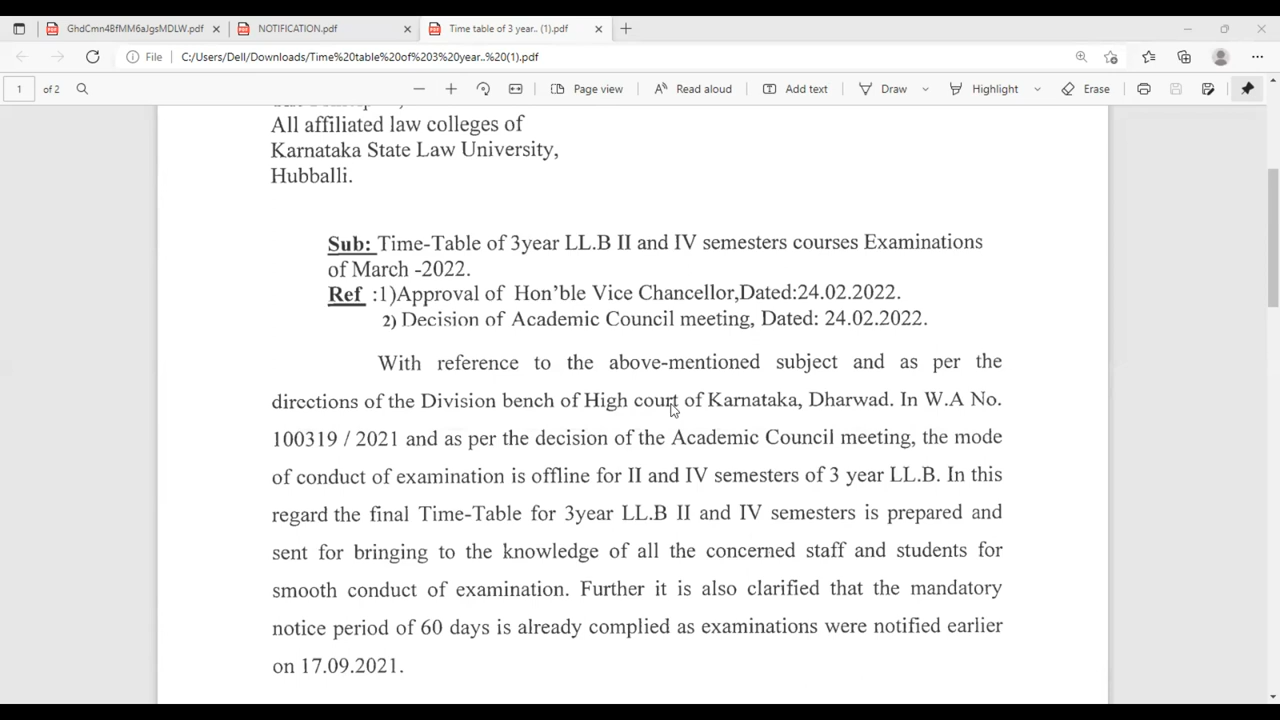 GhdCmn4BfMM6aJgsMDLW.pdf
NOTIFICATION.pdf
Time table of 3 year.. (1).pdf
File C:/Users/Dell/Downloads/Time%20table%20of%203%20year..%20(1).pdf
1 of 2 Page view Read aloud Add text Draw Highlight Erase
All affiliated law colleges of
Karnataka State Law University,
Hubballi.
Sub: Time-Table of 3year LL.B II and IV semesters courses Examinations
of March -2022.
Ref :1)Approval of Hon'ble Vice Chancellor,Dated:24.02.2022.
2) Decision of Academic Council meeting, Dated: 24.02.2022.
With reference to the above-mentioned subject and as per the
directions of the Division bench of High court of Karnataka, Dharwad. In W.A No.
100319 / 2021 and as per the decision of the Academic Council meeting, the mode
of conduct of examination is offline for II and IV semesters of 3 year LL.B. In this
regard the final Time-Table for 3year LL.B II and IV semesters is prepared and
sent for bringing to the knowledge of all the concerned staff and students for
smooth conduct of examination. Further it is also clarified that the mandatory
notice period of 60 days is already complied as examinations were notified earlier
on 17.09.2021.